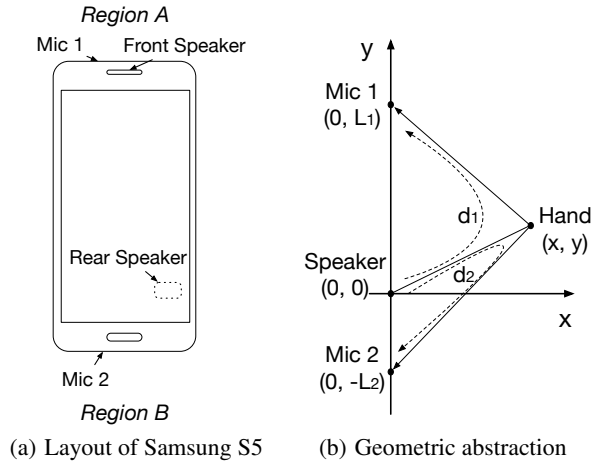 Region A
Mic 1
Front Speaker
Rear Speaker
Mic 2
Region B
(a) Layout of Samsung S5
y
Mic 1
(0, L₁)
d₁
Hand
(x, y)
Speaker
(0, 0)
d₂
x
Mic 2
(0, -L₂)
(b) Geometric abstraction